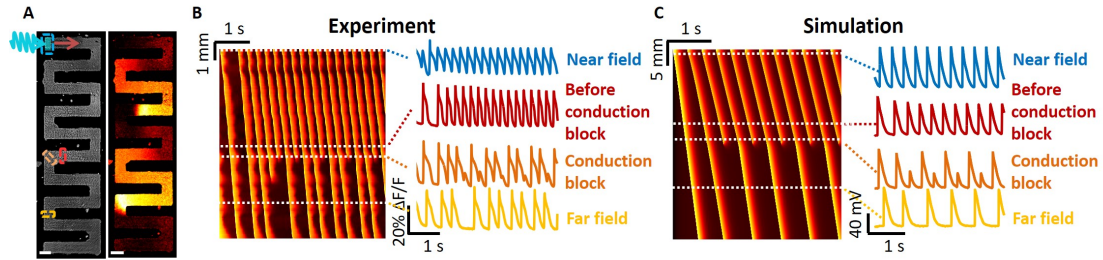 A
B
1 s
Experiment
1 mm
Near field
Before
conduction
block
Conduction
block
Far field
20% ΔF/F
1 s
C
1 s
Simulation
5 mm
Near field
Before
conduction
block
Conduction
block
Far field
40 mV
1 s